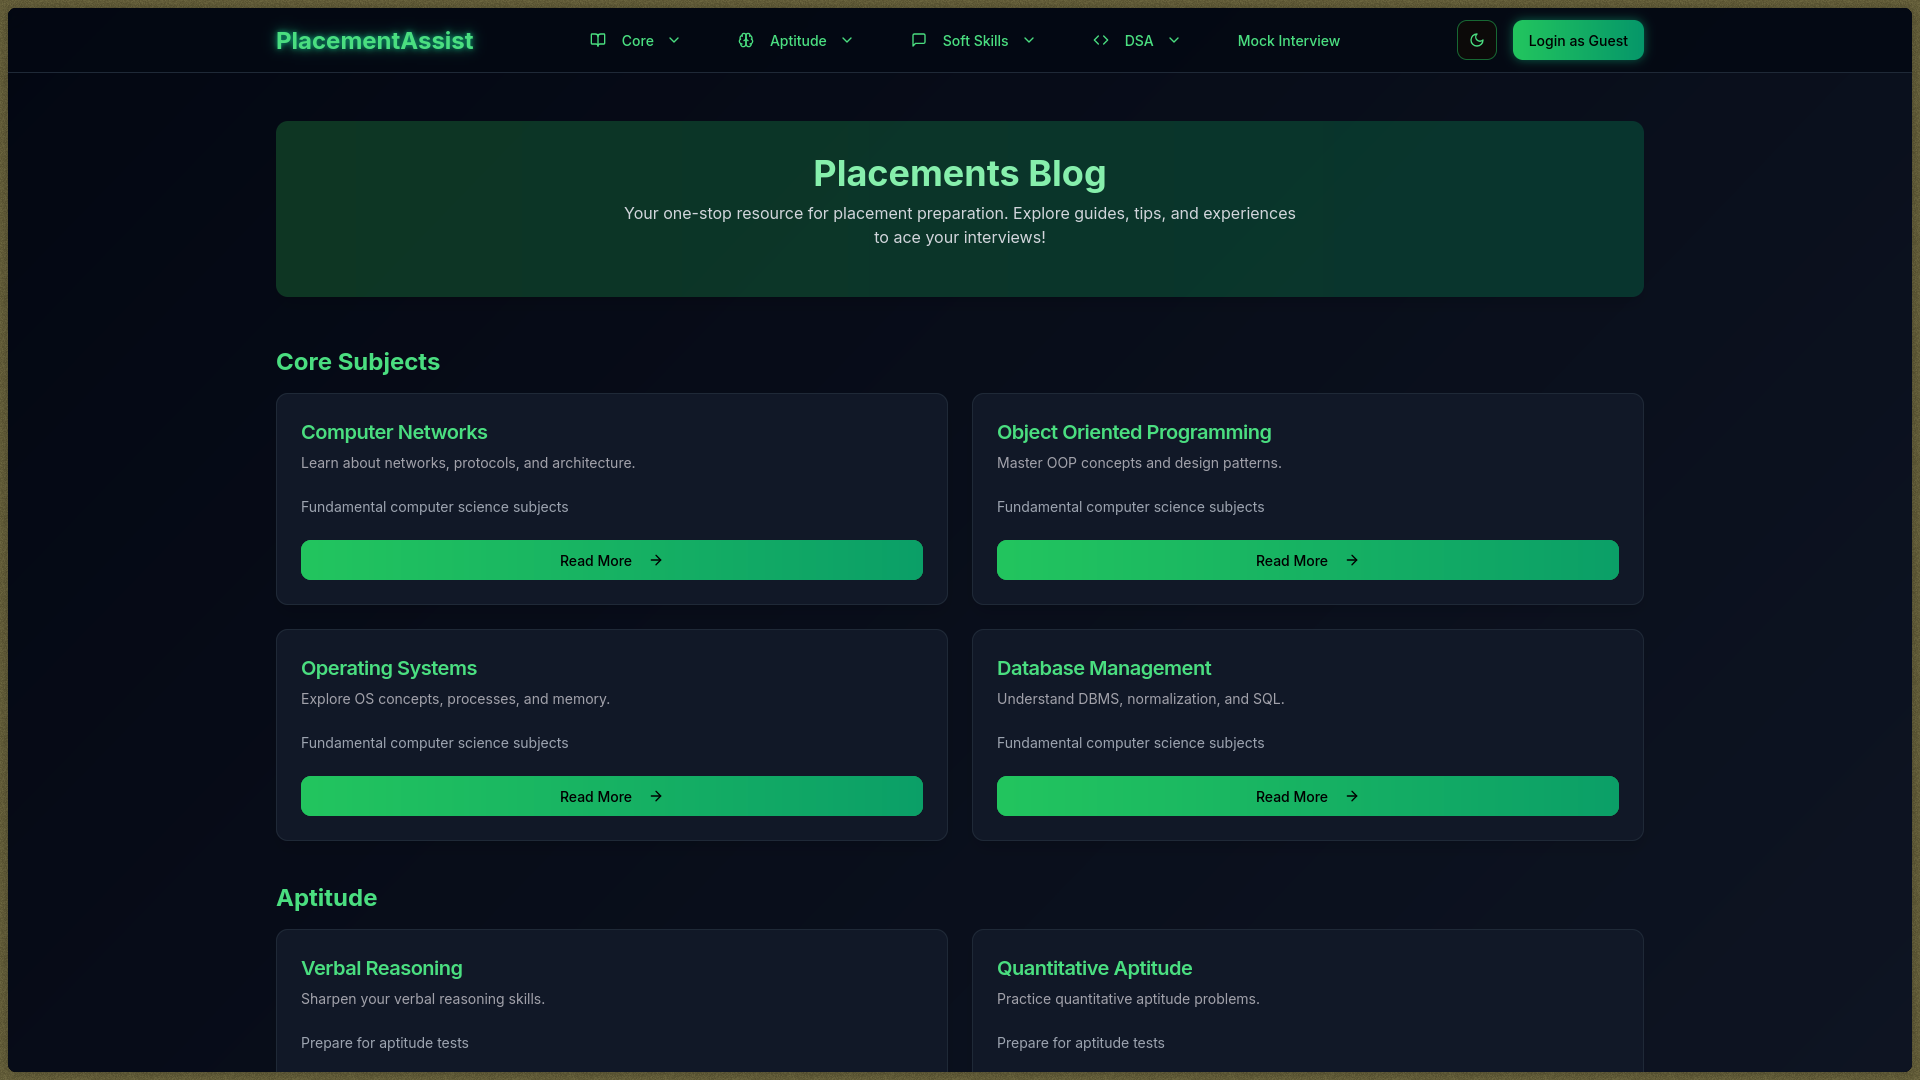 PlacementAssist
Core
Aptitude
Soft Skills
DSA
Mock Interview
Login as Guest
Placements Blog
Your one-stop resource for placement preparation. Explore guides, tips, and experiences
to ace your interviews!
Core Subjects
Computer Networks
Learn about networks, protocols, and architecture.
Fundamental computer science subjects
Read More
Object Oriented Programming
Master OOP concepts and design patterns.
Fundamental computer science subjects
Read More
Operating Systems
Explore OS concepts, processes, and memory.
Fundamental computer science subjects
Read More
Database Management
Understand DBMS, normalization, and SQL.
Fundamental computer science subjects
Read More
Aptitude
Verbal Reasoning
Sharpen your verbal reasoning skills.
Prepare for aptitude tests
Quantitative Aptitude
Practice quantitative aptitude problems.
Prepare for aptitude tests